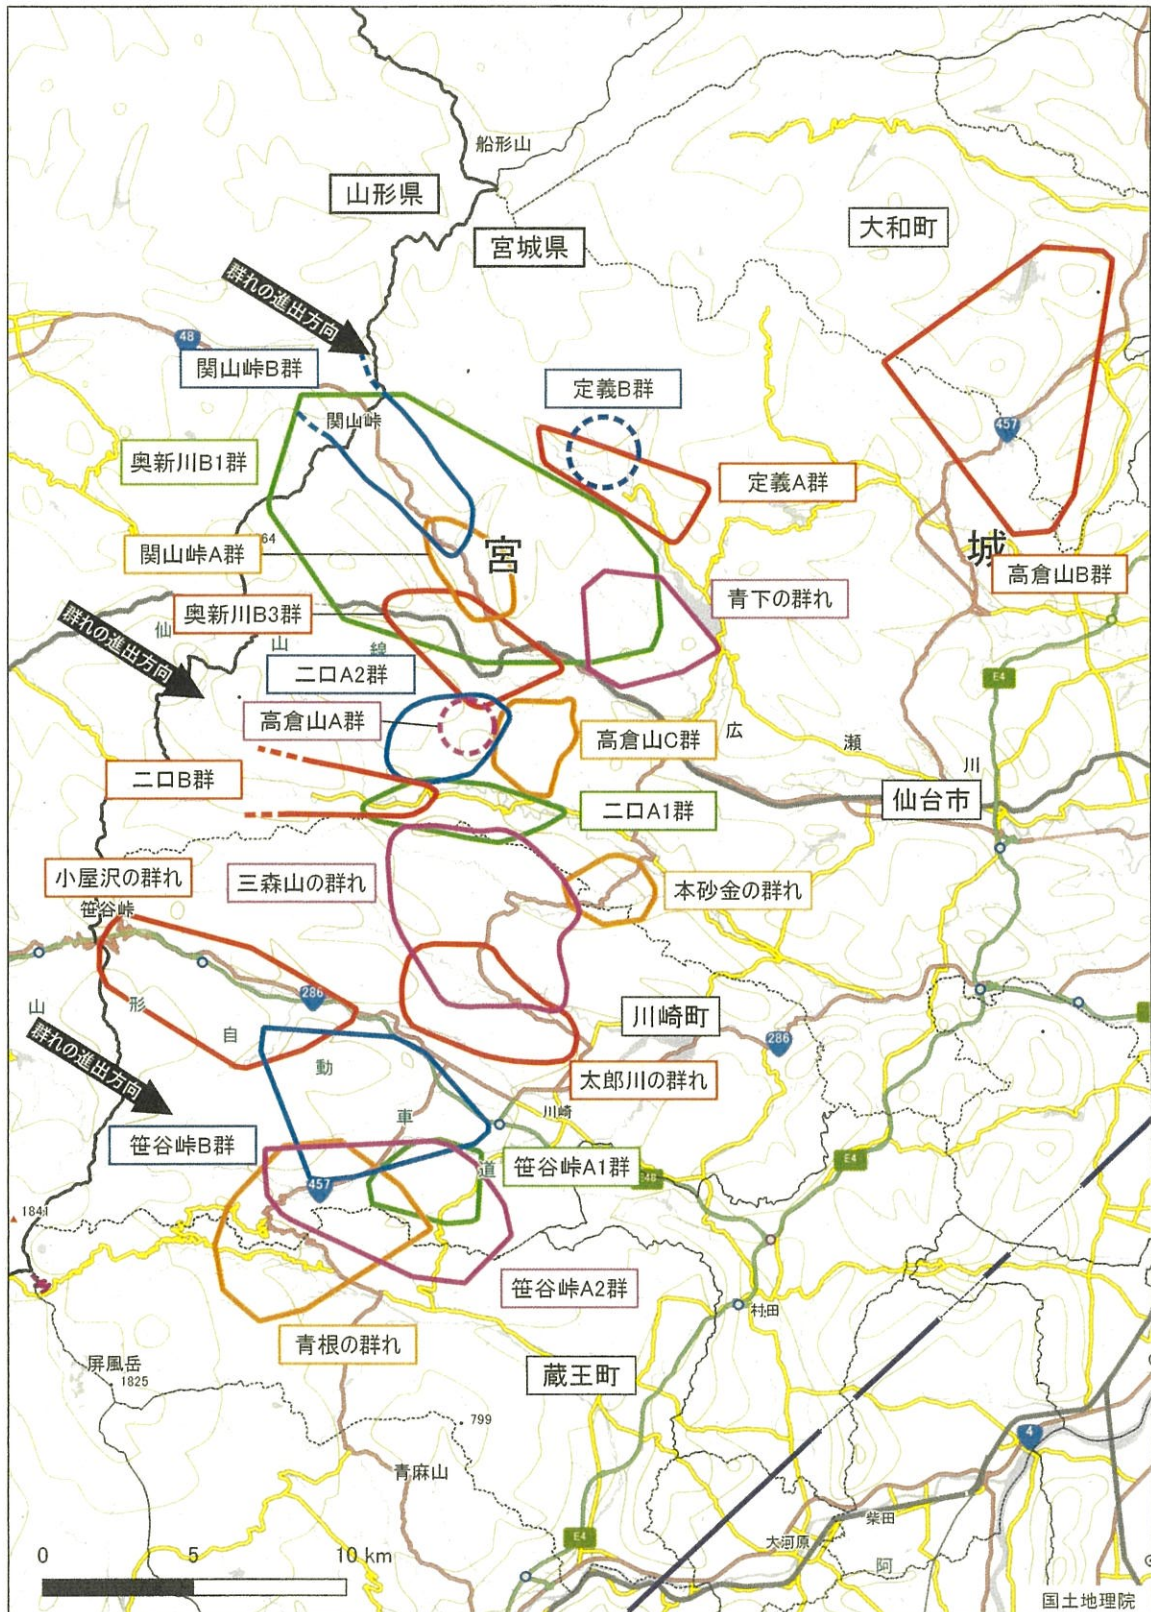 船形山
山形県
宮城県
大和町
群れの進出方向
48
関山峠B群
定義B群
関山峠
457
奥新川B1群
定義A群
宮
城
関山峠A群
高倉山B群
奥新川B3群
青下の群れ
仙
山
線
群れの進出方向
二口A2群
E4
高倉山A群
高倉山C群
広
瀬
川
二口B群
二口A1群
仙台市
小屋沢の群れ
三森山の群れ
本砂金の群れ
笹谷峠
286
山
形
自
動
車
道
川崎町
286
群れの進出方向
太郎川の群れ
川崎
笹谷峠B群
笹谷峠A1群
E48
E4
457
1841
笹谷峠A2群
村田
青根の群れ
屏風岳
1825
蔵王町
799
4
青麻山
柴田
大河原
E4
阿
0 5 10 km
国土地理院